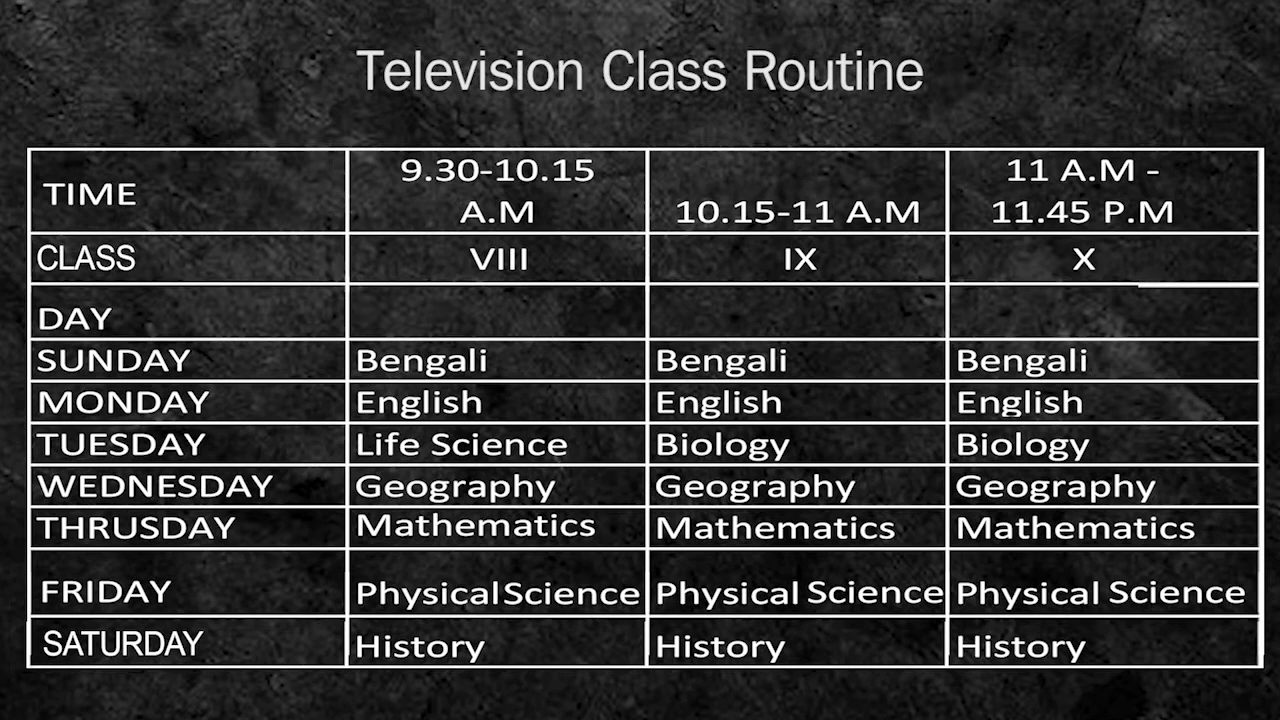 Television Class Routine
TIME 9.30-10.15 A.M 10.15-11 A.M 11 A.M - 11.45 P.M
CLASS VIII IX X
DAY
SUNDAY Bengali Bengali Bengali
MONDAY English English English
TUESDAY Life Science Biology Biology
WEDNESDAY Geography Geography Geography
THRUSDAY Mathematics Mathematics Mathematics
FRIDAY Physical Science Physical Science Physical Science
SATURDAY History History History